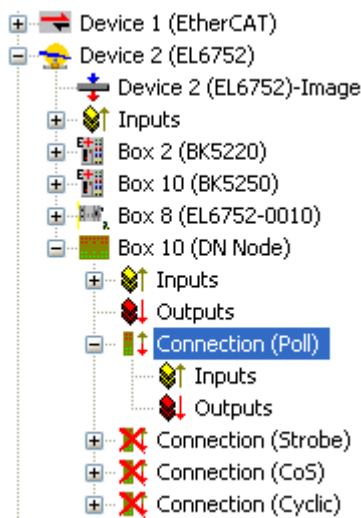 Device 1 (EtherCAT)
Device 2 (EL6752)
Device 2 (EL6752)-Image
Inputs
Box 2 (BK5220)
Box 10 (BK5250)
Box 8 (EL6752-0010)
Box 10 (DN Node)
Inputs
Outputs
Connection (Poll)
Inputs
Outputs
Connection (Strobe)
Connection (CoS)
Connection (Cyclic)